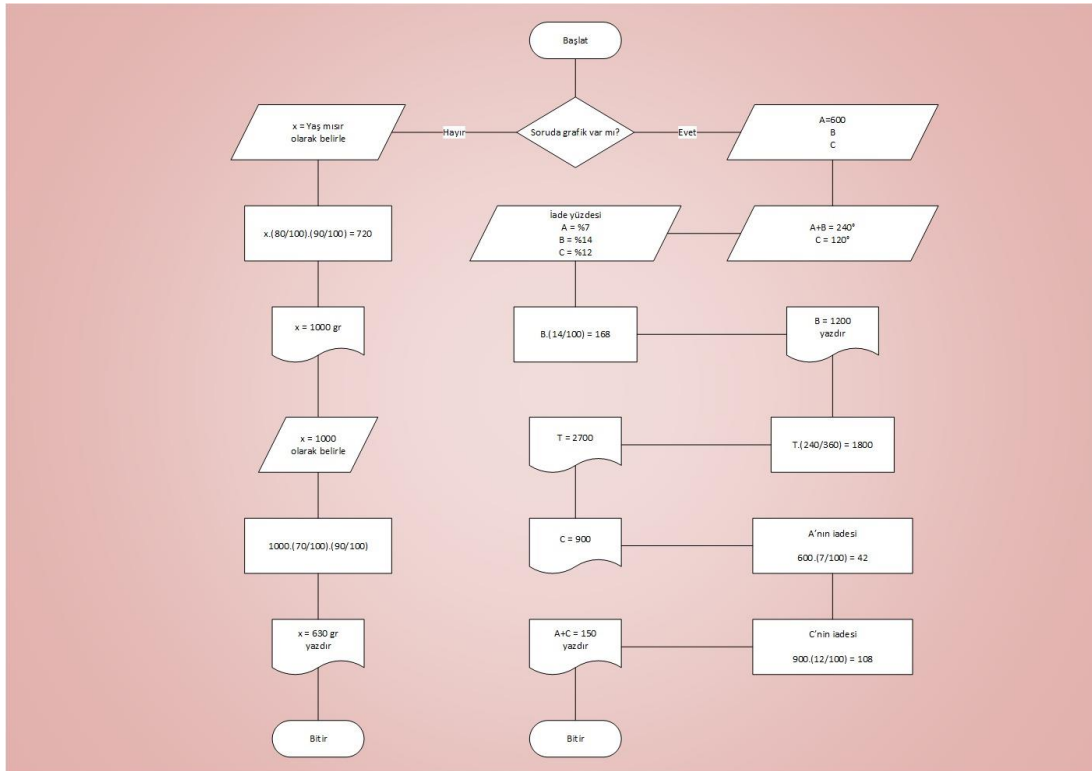 Başlat
Soruda grafik var mı?
Hayır
Evet
x = Yaş mısır
olarak belirle
x.(80/100).(90/100) = 720
x = 1000 gr
x = 1000
olarak belirle
1000.(70/100).(90/100)
x = 630 gr
yazdır
Bitir
A=600
B
C
A+B = 240°
C = 120°
İade yüzdesi
A = %7
B = %14
C = %12
B.(14/100) = 168
B = 1200
yazdır
T.(240/360) = 1800
T = 2700
C = 900
A'nın iadesi
600.(7/100) = 42
C'nin iadesi
900.(12/100) = 108
A+C = 150
yazdır
Bitir